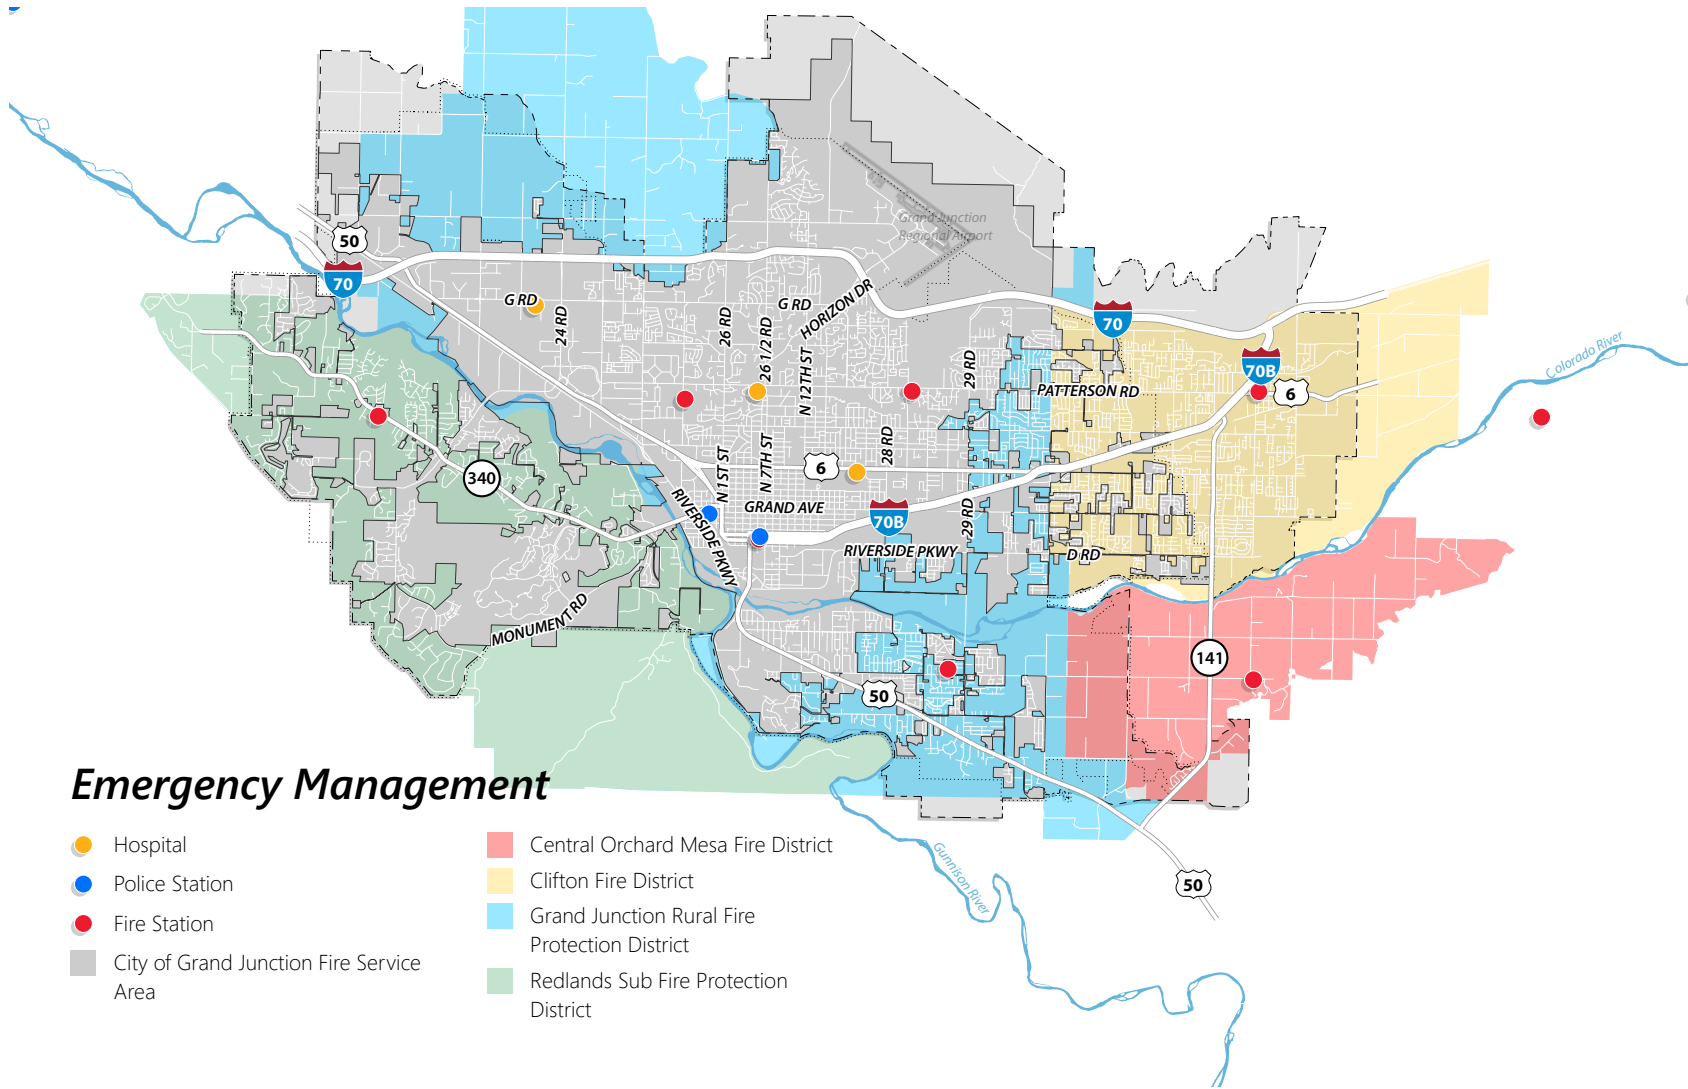 Grand Junction
Regional Airport
50
70
G RD
24 RD
26 RD
26 1/2 RD
G RD
HORIZON DR
N 12TH ST
29 RD
70
70B
6
PATTERSON RD
Colorado River
340
N 1ST ST
N 7TH ST
6
28 RD
GRAND AVE
70B
29 RD
RIVERSIDE PKWY
RIVERSIDE PKWY
D RD
MONUMENT RD
141
50
50
Gunnison River
Emergency Management
Hospital
Police Station
Fire Station
City of Grand Junction Fire Service
Area
Central Orchard Mesa Fire District
Clifton Fire District
Grand Junction Rural Fire
Protection District
Redlands Sub Fire Protection
District